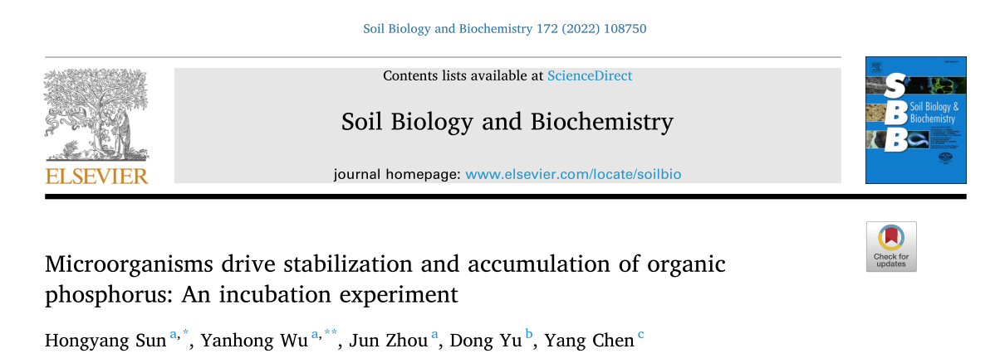 Soil Biology and Biochemistry 172 (2022) 108750
Contents lists available at ScienceDirect
Soil Biology and Biochemistry
journal homepage: www.elsevier.com/locate/soilbio
ELSEVIER
SBB
Soil Biology &
Biochemistry
Check for
updates
Microorganisms drive stabilization and accumulation of organic
phosphorus: An incubation experiment
Hongyang Sun a,*, Yanhong Wu a,**, Jun Zhou a, Dong Yu b, Yang Chen c